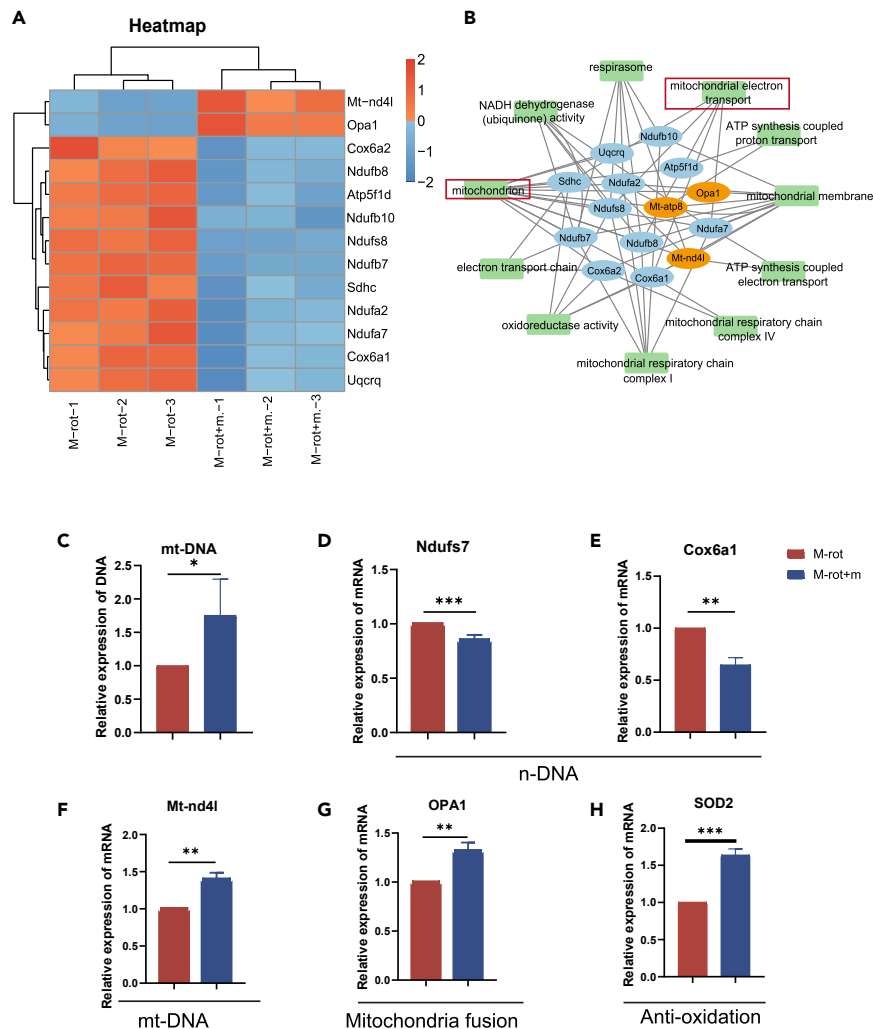 A
Heatmap
2
1
0
−1
−2
Mt−nd4l
Opa1
Cox6a2
Ndufb8
Atp5f1d
Ndufb10
Ndufs8
Ndufb7
Sdhc
Ndufa2
Ndufa7
Cox6a1
Uqcrq
M−rot−1
M−rot−2
M−rot−3
M−rot+m.−1
M−rot+m.−2
M−rot+m.−3
B
respirasome
mitochondrial electron
transport
NADH dehydrogenase
(ubiquinone) activity
ATP synthesis coupled
proton transport
Ndufb10
Uqcrq
Atp5f1d
Sdhc
Ndufa2
Opa1
mitochondrion
mitochondrial membrane
Ndufs8
Mt-atp8
Ndufa7
Ndufb7
Ndufb8
Mt-nd4l
electron transport chain
Cox6a2
Cox6a1
ATP synthesis coupled
electron transport
oxidoreductase activity
mitochondrial respiratory chain
complex IV
mitochondrial respiratory chain
complex I
C
mt-DNA
*
Relative expression of DNA
2.5
2.0
1.5
1.0
0.5
0.0
D
Ndufs7
***
Relative expression of mRNA
1.5
1.0
0.5
0.0
E
Cox6a1
**
Relative expression of mRNA
1.5
1.0
0.5
0.0
M-rot
M-rot+m
n-DNA
F
Mt-nd4l
**
Relative expression of mRNA
2.0
1.5
1.0
0.5
0.0
mt-DNA
G
OPA1
**
Relative expression of mRNA
1.5
1.0
0.5
0.0
Mitochondria fusion
H
SOD2
***
Relative expression of mRNA
2.0
1.5
1.0
0.5
0.0
Anti-oxidation